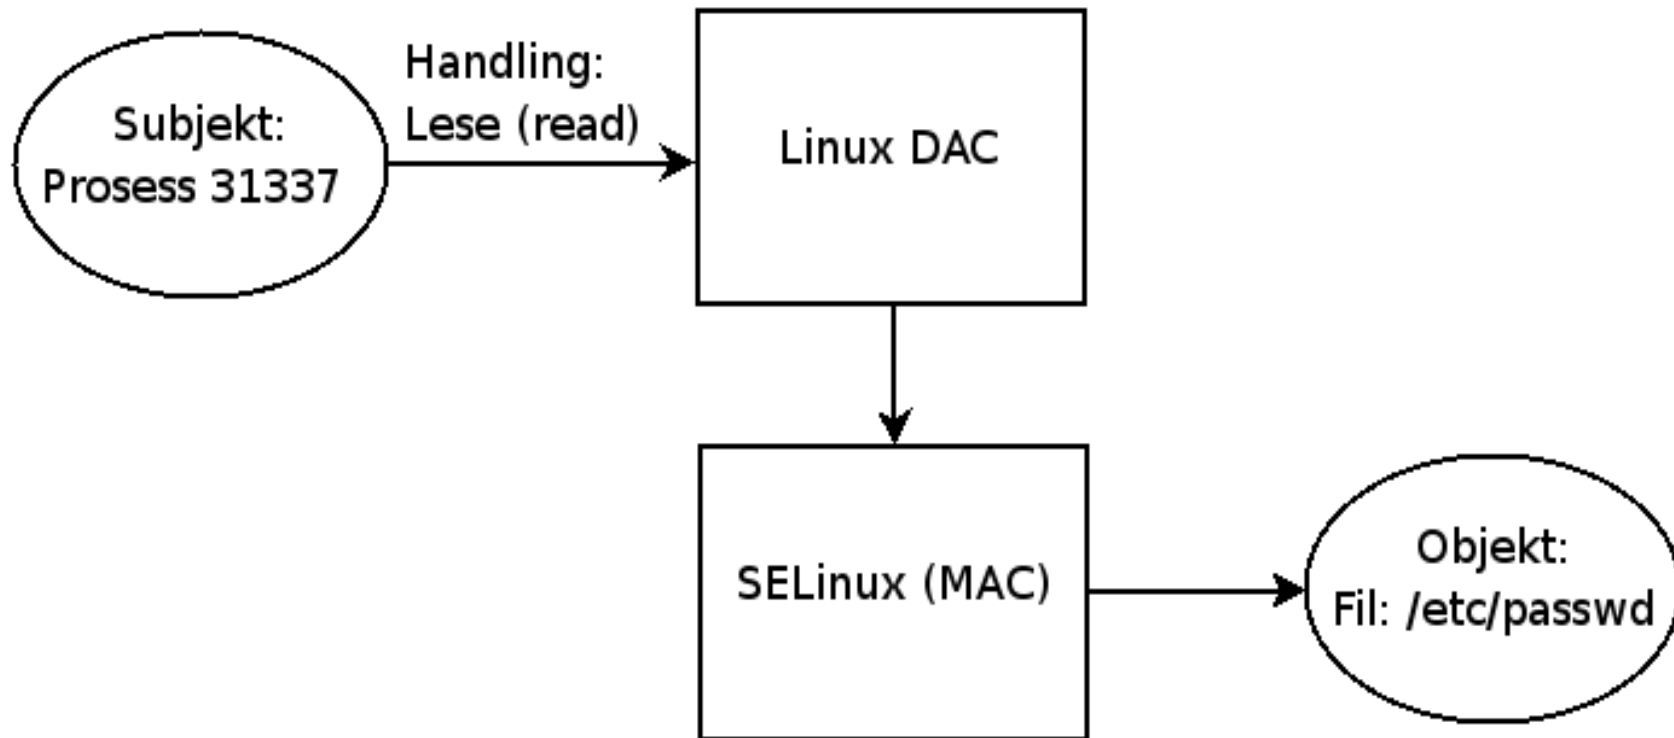 Subjekt:
Prosess 31337
Handling:
Lese (read)
Linux DAC
SELinux (MAC)
Objekt:
Fil: /etc/passwd